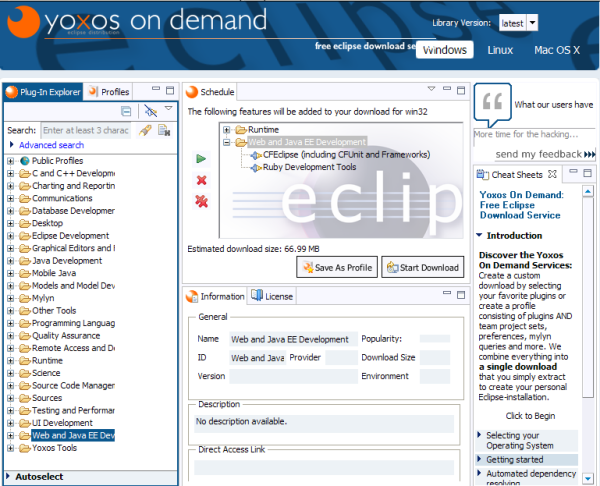 yoxos on demand
eclipse distribution
Library Version: latest
free eclipse download se
Windows Linux Mac OS X
Plug-In Explorer Profiles
Search: Enter at least 3 charac
Advanced search
Public Profiles
C and C++ Developmen
Charting and Reportin
Communications
Database Developmer
Desktop
Eclipse Development
Graphical Editors and I
Java Development
Mobile Java
Models and Model Dev
Mylyn
Other Tools
Programming Languag
Quality Assurance
Remote Access and D
Runtime
Science
Source Code Manager
Sources
Testing and Performar
UI Development
Web and Java EE Dev
Yoxos Tools
Autoselect
Schedule
The following features will be added to your download for win32
Runtime
Web and Java EE Development
CFEclipse (including CFUnit and Frameworks)
Ruby Development Tools
eclip
Estimated download size: 66.99 MB
Save As Profile Start Download
Information License
General
Name Web and Java EE Development Popularity:
ID Web and Java Provider Download Size
Version Environment
Description
No description available.
Direct Access Link
What our users have
More time for the hacking...
send my feedback
Cheat Sheets
Yoxos On Demand:
Free Eclipse
Download Service
Introduction
Discover the Yoxos
On Demand Services:
Create a custom
download by selecting
your favorite plugins or
create a profile
consisting of plugins AND
team project sets,
preferences, mylyn
queries and more. We
combine everything into
a single download
that you simply extract
to create your personal
Eclipse-installation.
Click to Begin
Selecting your
Operating System
Getting started
Automated dependency
resolving